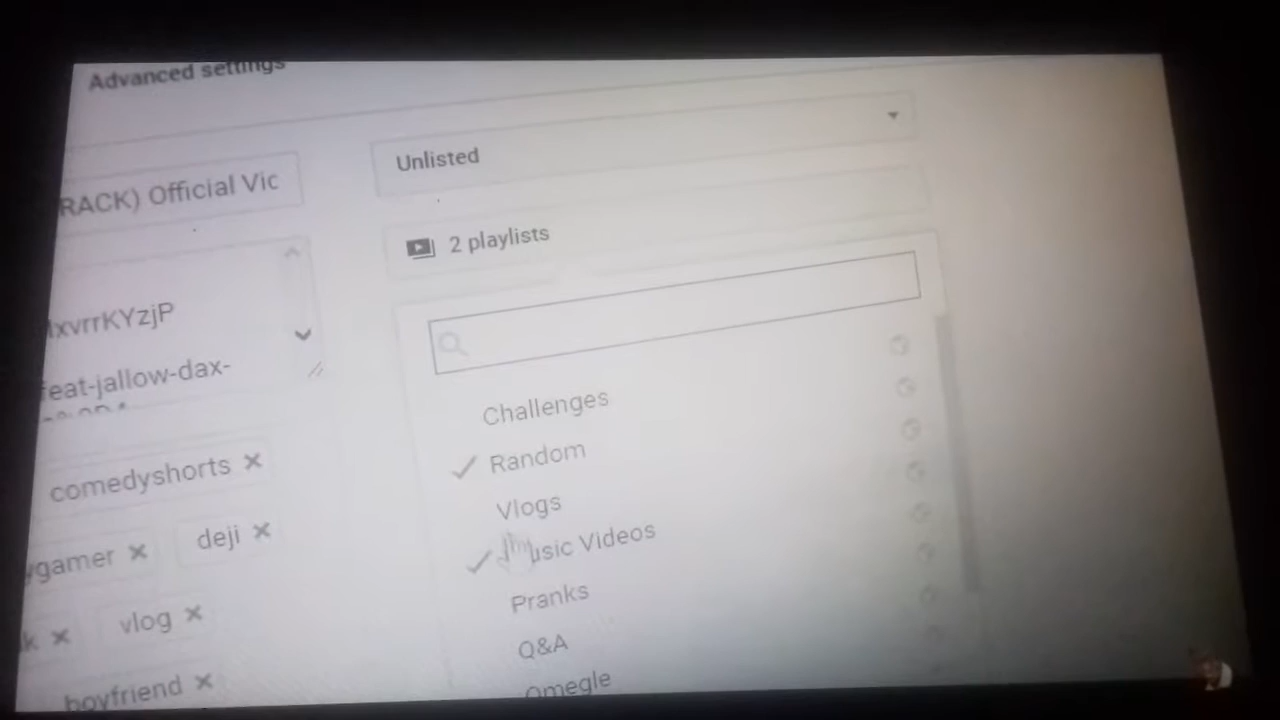 Advanced settings
RACK) Official Vic
Unlisted
2 playlists
xvrrKYzjP
feat-jallow-dax-
Challenges
Random
Vlogs
usic Videos
Pranks
Q&A
Omegle
comedyshorts ×
gamer ×
deji ×
k ×
vlog ×
boyfriend ×